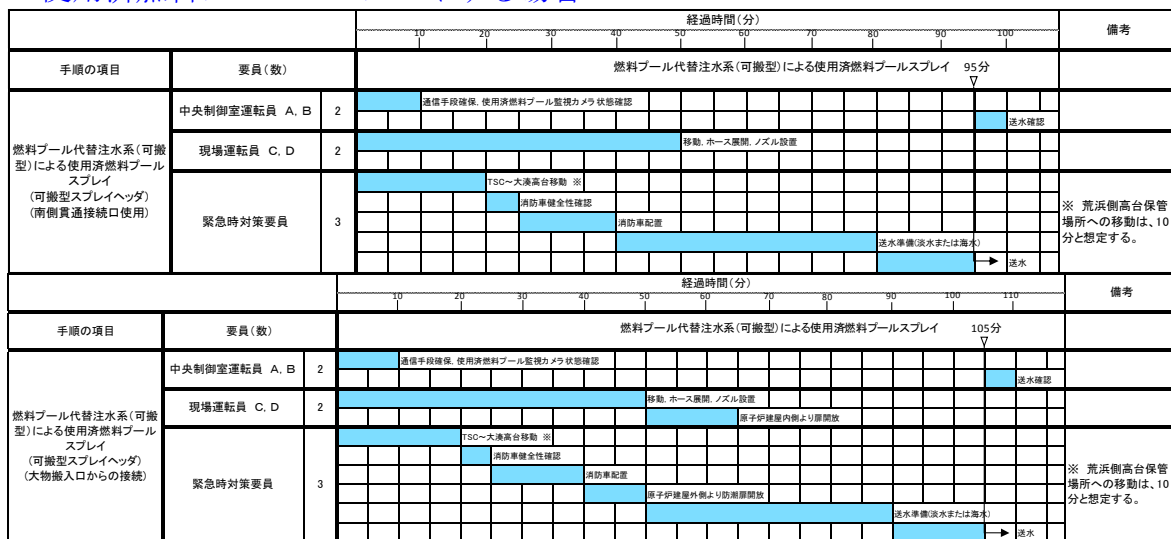 経過時間(分)
備考
10 20 30 40 50 60 70 80 90 100
手順の項目
要員(数)
燃料プール代替注水系(可搬型)による使用済燃料プールスプレイ 95分
▽
燃料プール代替注水系(可搬
型)による使用済燃料プール
スプレイ
(可搬型スプレイヘッダ)
(南側貫通接続口使用)
中央制御室運転員 A, B
2
通信手段確保, 使用済燃料プール監視カメラ状態確認
送水確認
現場運転員 C, D
2
移動, ホース展開, ノズル設置
緊急時対策要員
3
TSC~大湊高台移動 ※
消防車健全性確認
消防車配置
送水準備(淡水または海水)
送水
※ 荒浜側高台保管
場所への移動は、10
分と想定する。
経過時間(分)
備考
10 20 30 40 50 60 70 80 90 100 110
手順の項目
要員(数)
燃料プール代替注水系(可搬型)による使用済燃料プールスプレイ 105分
▽
燃料プール代替注水系(可搬
型)による使用済燃料プール
スプレイ
(可搬型スプレイヘッダ)
(大物搬入口からの接続)
中央制御室運転員 A, B
2
通信手段確保, 使用済燃料プール監視カメラ状態確認
送水確認
現場運転員 C, D
2
移動, ホース展開, ノズル設置
原子炉建屋内側より扉開放
緊急時対策要員
3
TSC~大湊高台移動 ※
消防車健全性確認
消防車配置
原子炉建屋外側より防潮扉開放
送水準備(淡水または海水)
送水
※ 荒浜側高台保管
場所への移動は、10
分と想定する。